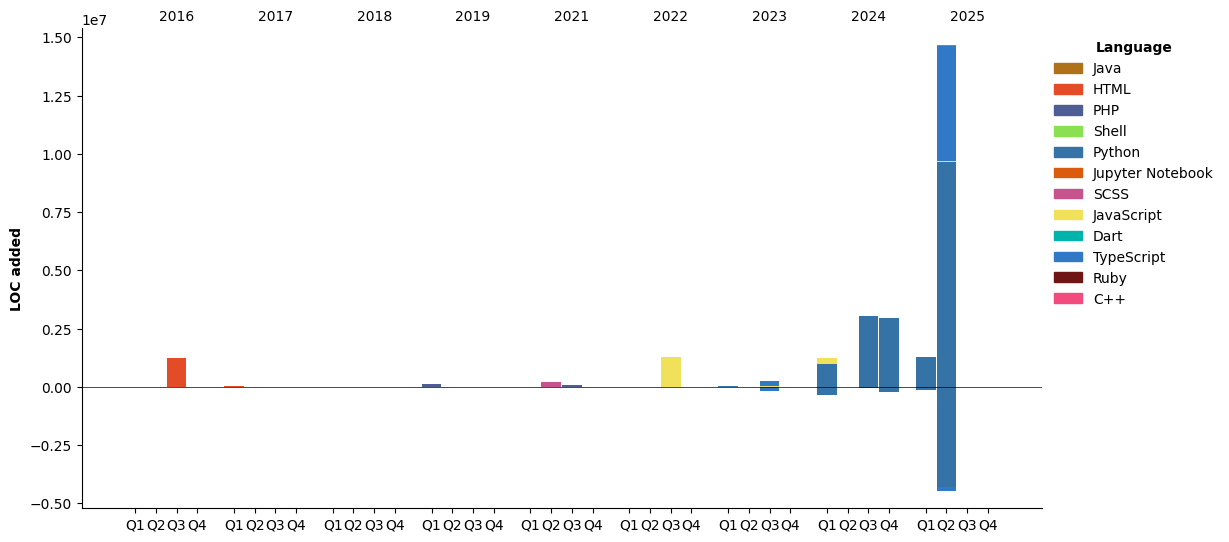 2016 2017 2018 2019 2021 2022 2023 2024 2025
1e7
1.50
1.25
1.00
0.75
0.50
0.25
0.00
−0.25
−0.50
LOC added
Q1 Q2 Q3 Q4 Q1 Q2 Q3 Q4 Q1 Q2 Q3 Q4 Q1 Q2 Q3 Q4 Q1 Q2 Q3 Q4 Q1 Q2 Q3 Q4 Q1 Q2 Q3 Q4 Q1 Q2 Q3 Q4 Q1 Q2 Q3 Q4
Language
Java
HTML
PHP
Shell
Python
Jupyter Notebook
SCSS
JavaScript
Dart
TypeScript
Ruby
C++